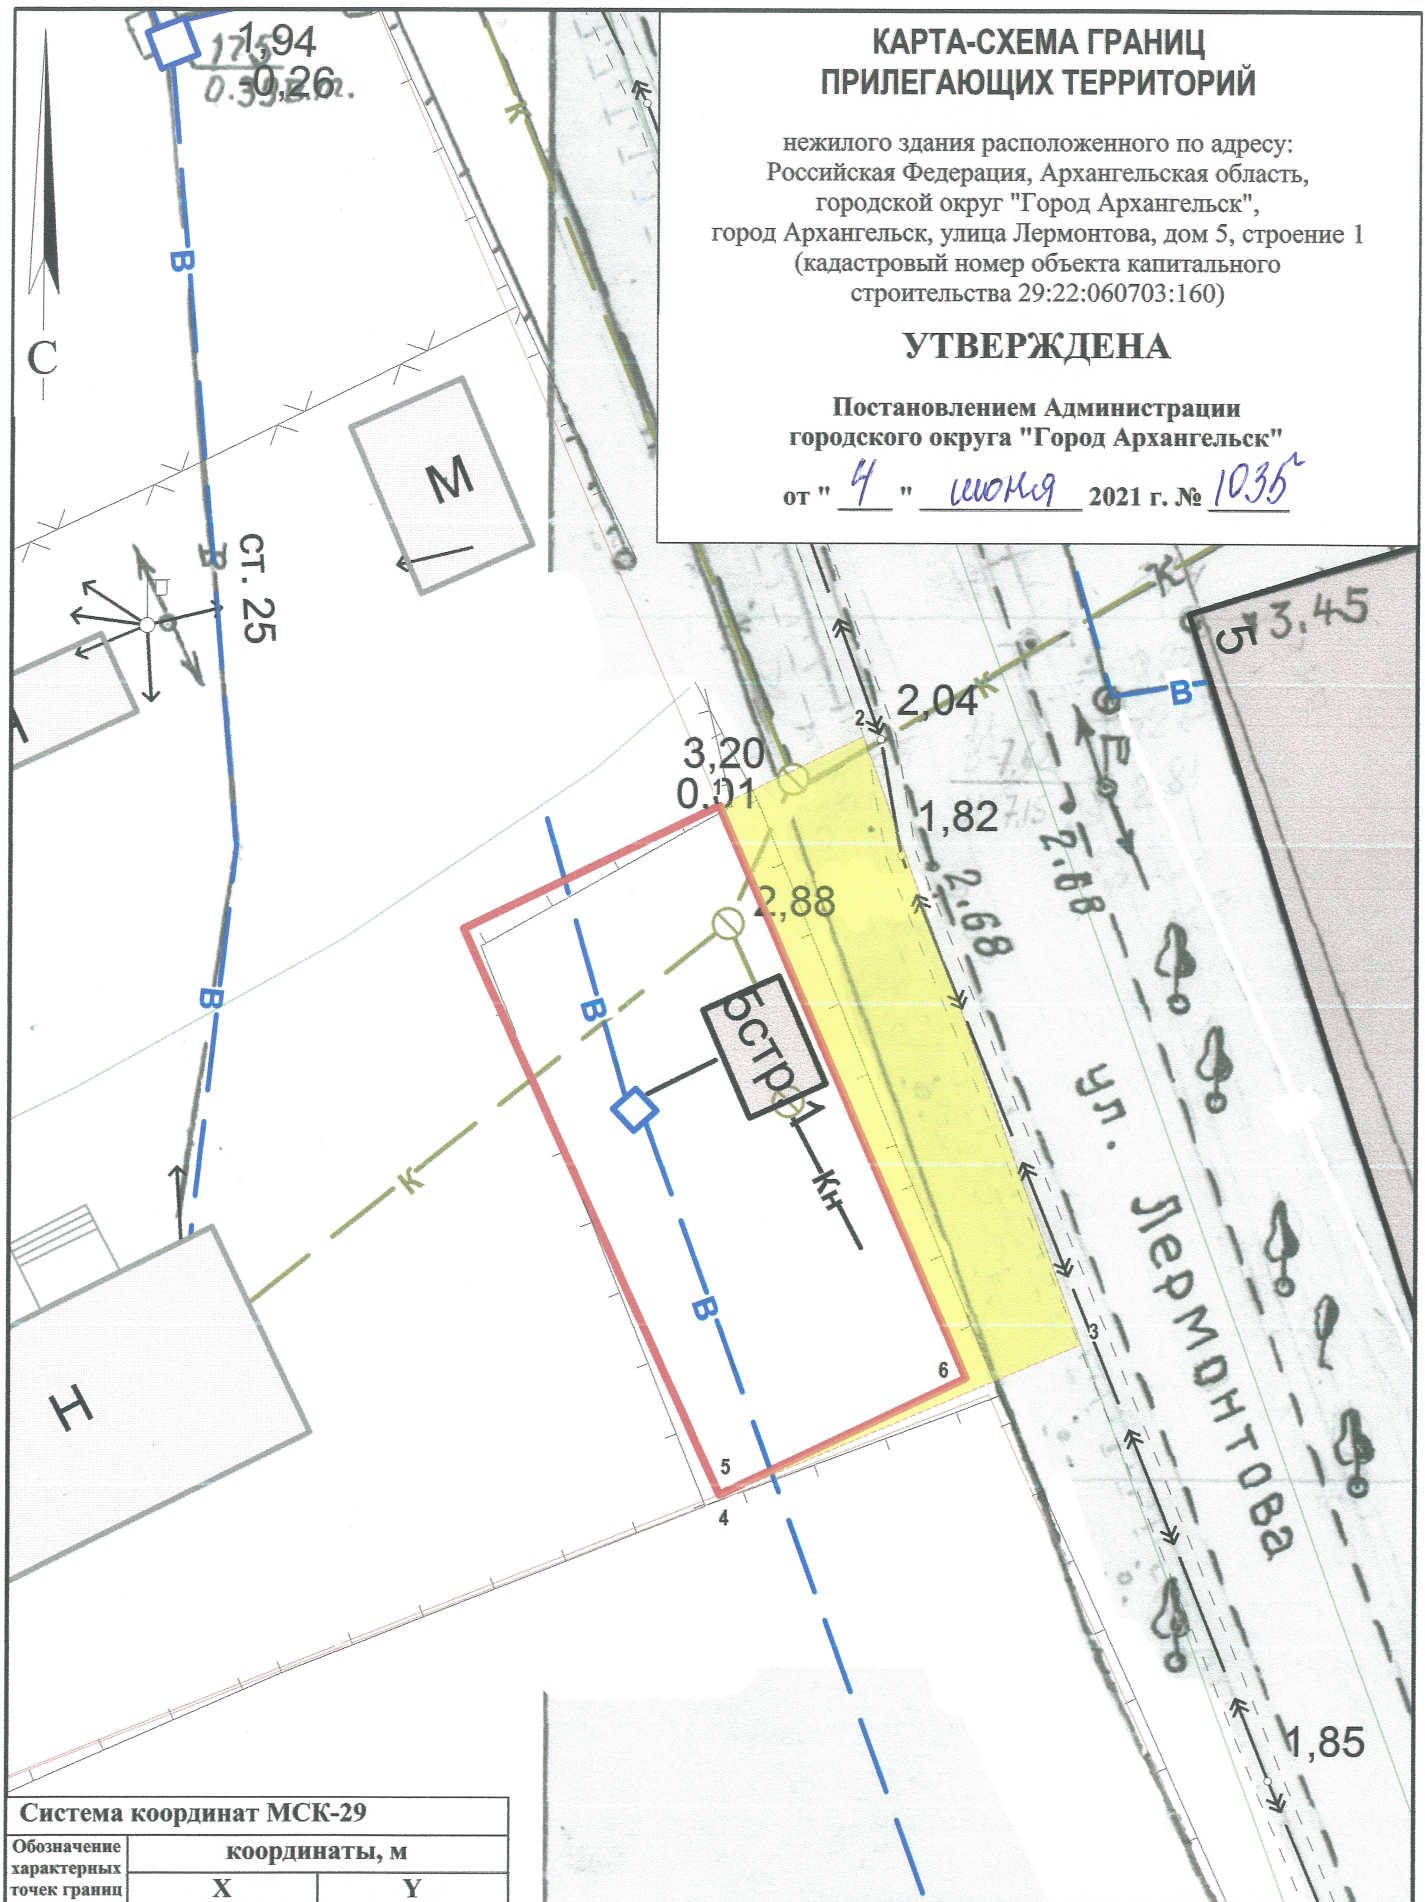 КАРТА-СХЕМА ГРАНИЦ
ПРИЛЕГАЮЩИХ ТЕРРИТОРИЙ
нежилого здания расположенного по адресу:
Российская Федерация, Архангельская область,
городской округ "Город Архангельск",
город Архангельск, улица Лермонтова, дом 5, строение 1
(кадастровый номер объекта капитального
строительства 29:22:060703:160)
УТВЕРЖДЕНА
Постановлением Администрации
городского округа "Город Архангельск"
от " 4 " июня 2021 г. № 1035
1,94
-0,26
К
В
С
М
В
ст. 25
5
3.45
К
К
В
2
2,04
3,20
0,01
1
1,82
2.68
2.68
2,88
В
В
5стр.1
К
Кн
ул. Лермонтова
В
3
6
Н
5
4
1,85
Система координат МСК-29
Обозначение
характерных
точек границ
координаты, м
X
Y